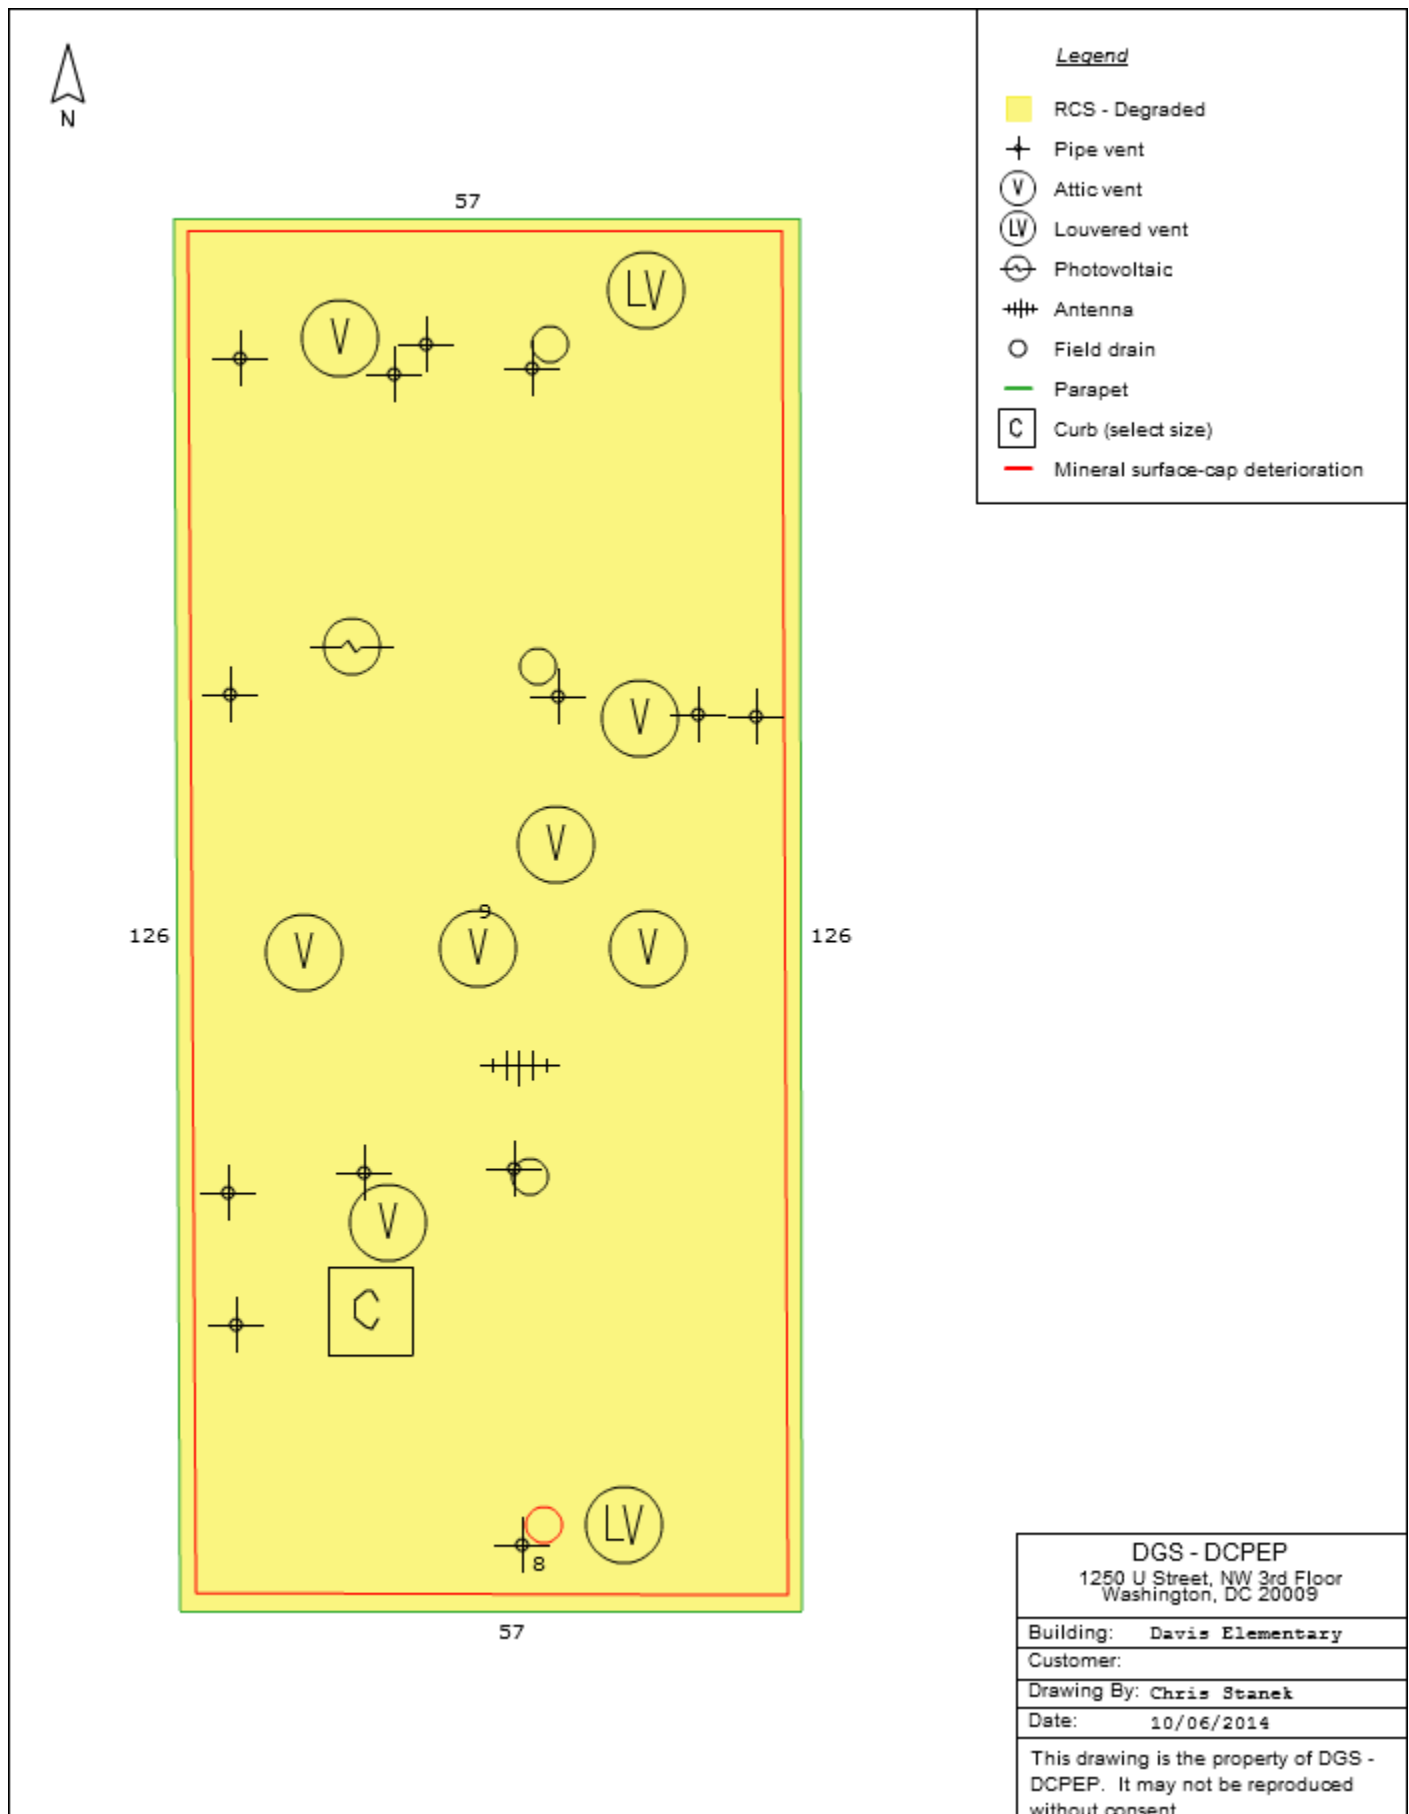 Legend
N
RCS - Degraded
Pipe vent
V Attic vent
LV Louvered vent
Photovoltaic
Antenna
Field drain
Parapet
C Curb (select size)
Mineral surface-cap deterioration
57
LV
V
V
V
9
V
V
V
126
126
V
C
LV
8
57
DGS - DCPEP
1250 U Street, NW 3rd Floor
Washington, DC 20009
Building: Davis Elementary
Customer:
Drawing By: Chris Stanek
Date: 10/06/2014
This drawing is the property of DGS -
DCPEP. It may not be reproduced
without consent